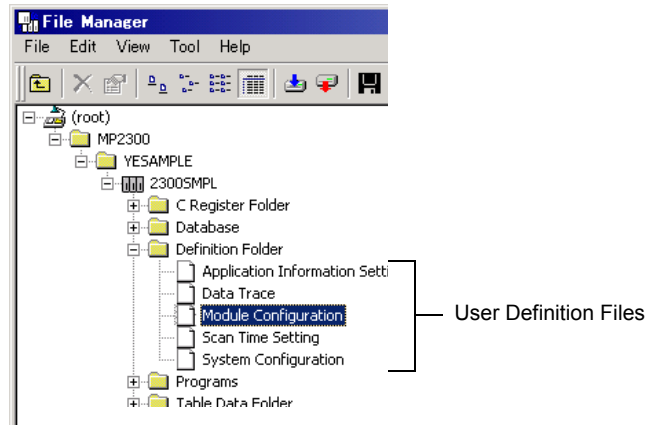 File Manager
File Edit View Tool Help
(root)
MP2300
YESAMPLE
2300SMPL
C Register Folder
Database
Definition Folder
Application Information Setti
Data Trace
Module Configuration
User Definition Files
Scan Time Setting
System Configuration
Programs
Table Data Folder